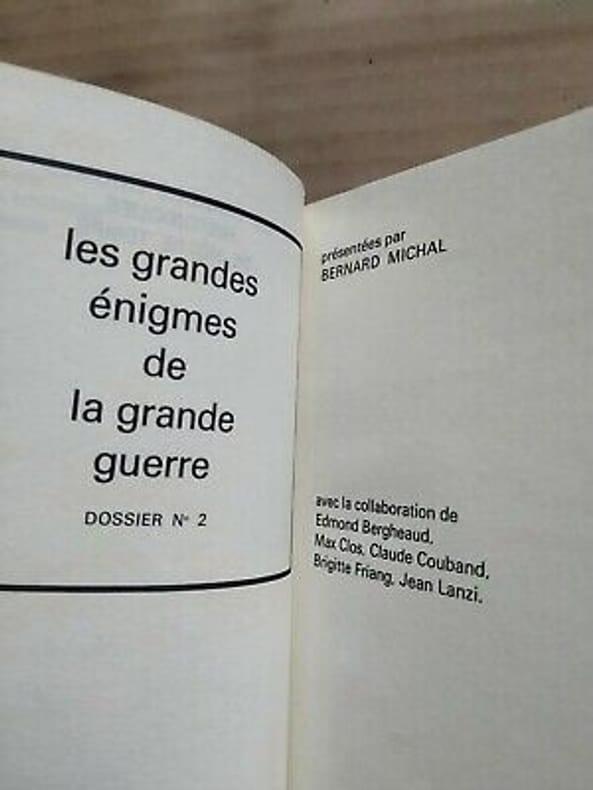 les grandes
énigmes
de
la grande
guerre
DOSSIER N° 2
présentées par
BERNARD MICHAL
avec la collaboration de
Edmond Bergheaud,
Max Clos, Claude Couband,
Brigitte Friang, Jean Lanzi.